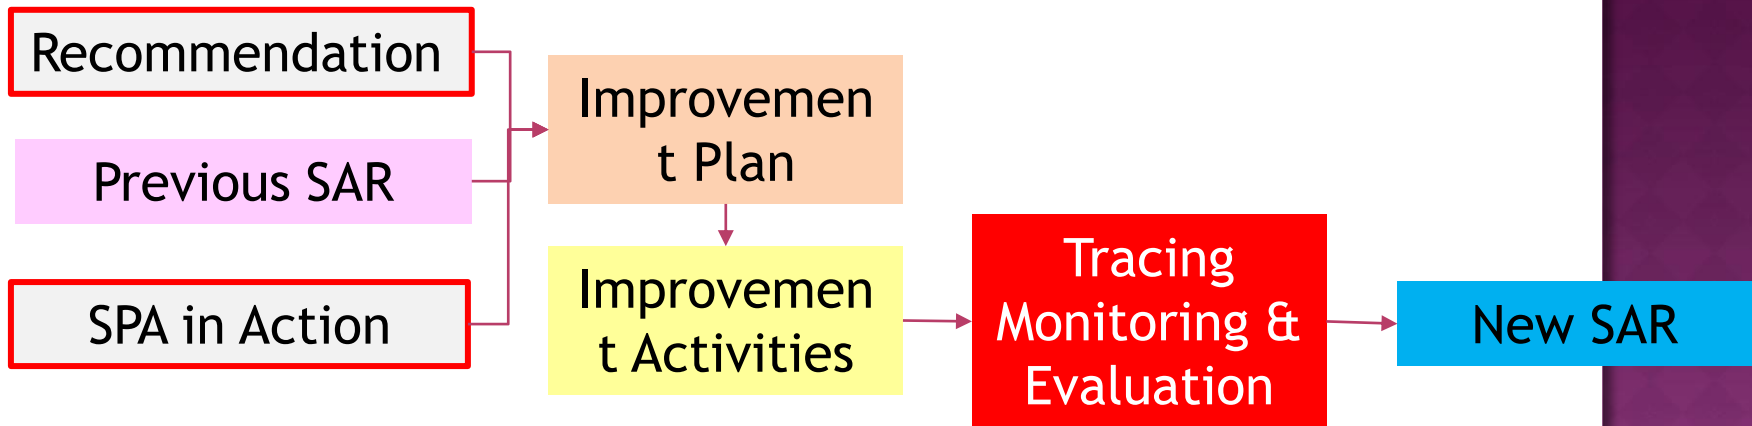 Recommendation
Previous SAR
SPA in Action
Improvemen
t Plan
Improvemen
t Activities
Tracing
Monitoring &
Evaluation
New SAR